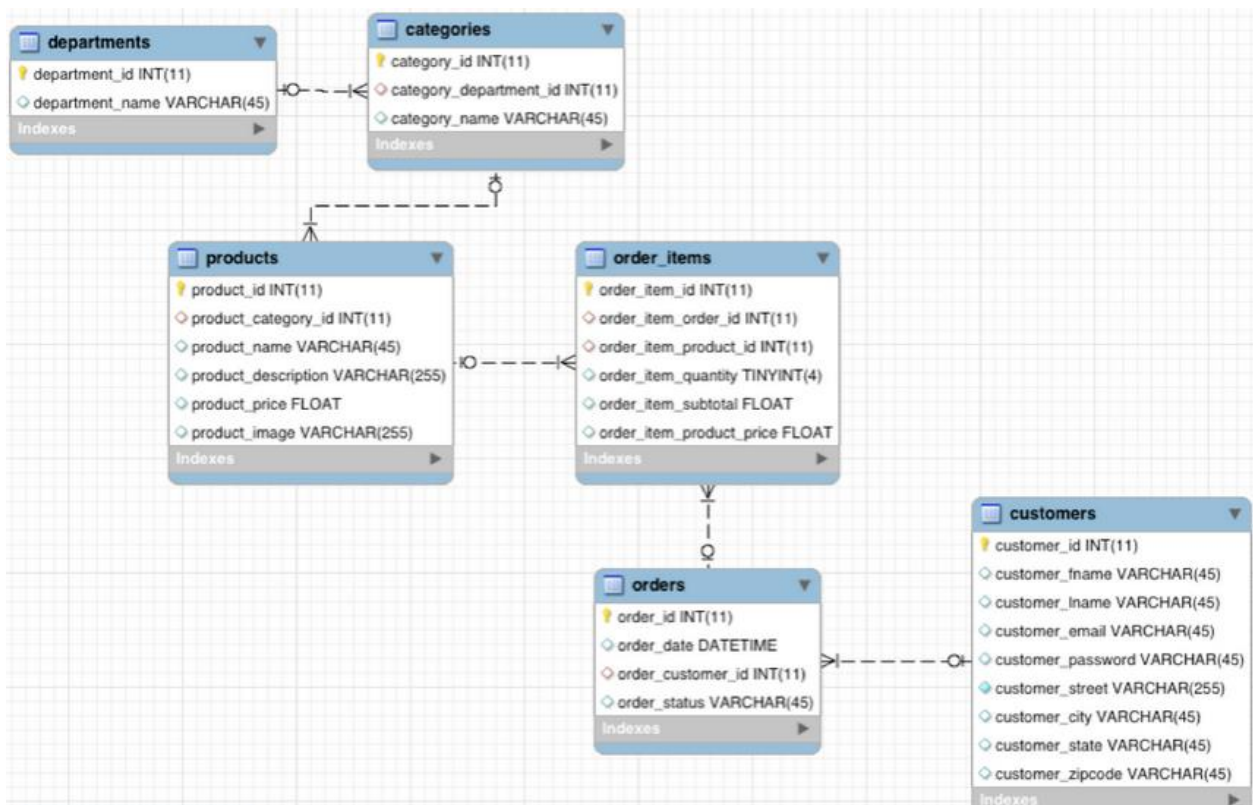 departments
department_id INT(11)
department_name VARCHAR(45)
Indexes
categories
category_id INT(11)
category_department_id INT(11)
category_name VARCHAR(45)
Indexes
products
product_id INT(11)
product_category_id INT(11)
product_name VARCHAR(45)
product_description VARCHAR(255)
product_price FLOAT
product_image VARCHAR(255)
Indexes
order_items
order_item_id INT(11)
order_item_order_id INT(11)
order_item_product_id INT(11)
order_item_quantity TINYINT(4)
order_item_subtotal FLOAT
order_item_product_price FLOAT
Indexes
orders
order_id INT(11)
order_date DATETIME
order_customer_id INT(11)
order_status VARCHAR(45)
Indexes
customers
customer_id INT(11)
customer_fname VARCHAR(45)
customer_lname VARCHAR(45)
customer_email VARCHAR(45)
customer_password VARCHAR(45)
customer_street VARCHAR(255)
customer_city VARCHAR(45)
customer_state VARCHAR(45)
customer_zipcode VARCHAR(45)
Indexes